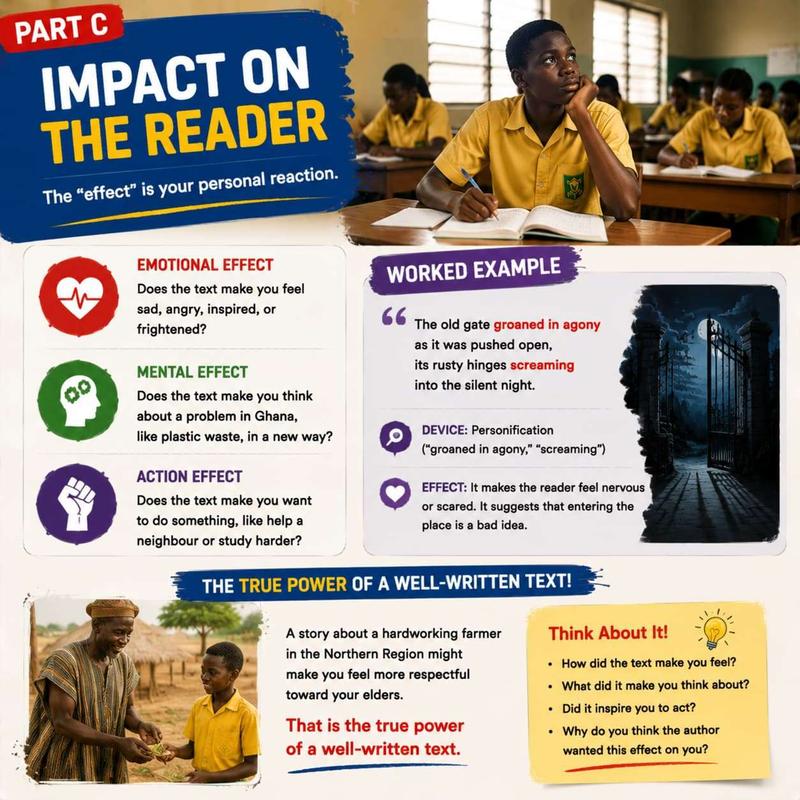 PART C
IMPACT ON
THE READER
The “effect” is your personal reaction.
EMOTIONAL EFFECT
Does the text make you feel
sad, angry, inspired, or
frightened?
MENTAL EFFECT
Does the text make you think
about a problem in Ghana,
like plastic waste, in a new way?
ACTION EFFECT
Does the text make you want
to do something, like help a
neighbour or study harder?
WORKED EXAMPLE
“
The old gate groaned in agony
as it was pushed open,
its rusty hinges screaming
into the silent night.
DEVICE: Personification
(“groaned in agony,” “screaming”)
EFFECT: It makes the reader feel nervous
or scared. It suggests that entering the
place is a bad idea.
THE TRUE POWER OF A WELL-WRITTEN TEXT!
A story about a hardworking farmer
in the Northern Region might
make you feel more respectful
toward your elders.
That is the true power
of a well-written text.
Think About It!
• How did the text make you feel?
• What did it make you think about?
• Did it inspire you to act?
• Why do you think the author
wanted this effect on you?